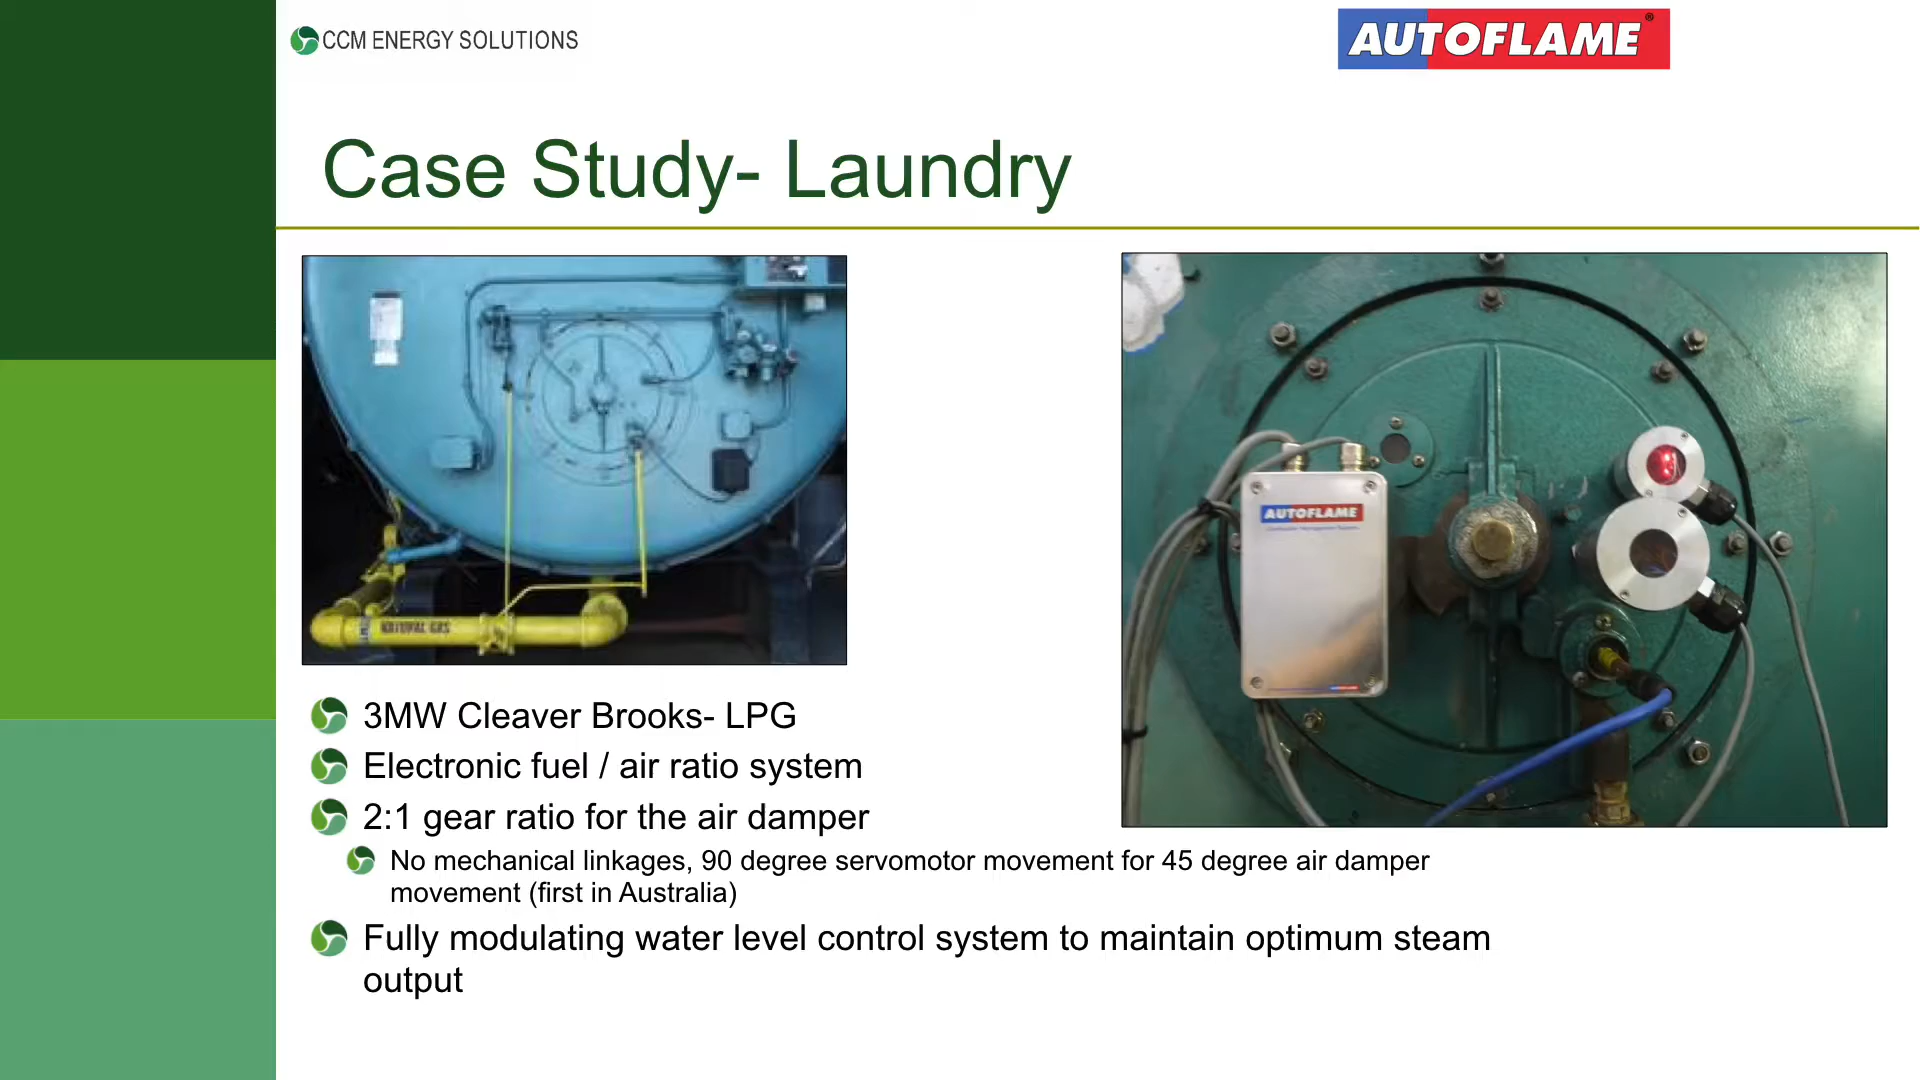 CCM ENERGY SOLUTIONS
AUTOFLAME®
Case Study- Laundry
NATURAL GAS
AUTOFLAME
3MW Cleaver Brooks- LPG
Electronic fuel / air ratio system
2:1 gear ratio for the air damper
No mechanical linkages, 90 degree servomotor movement for 45 degree air damper
movement (first in Australia)
Fully modulating water level control system to maintain optimum steam
output